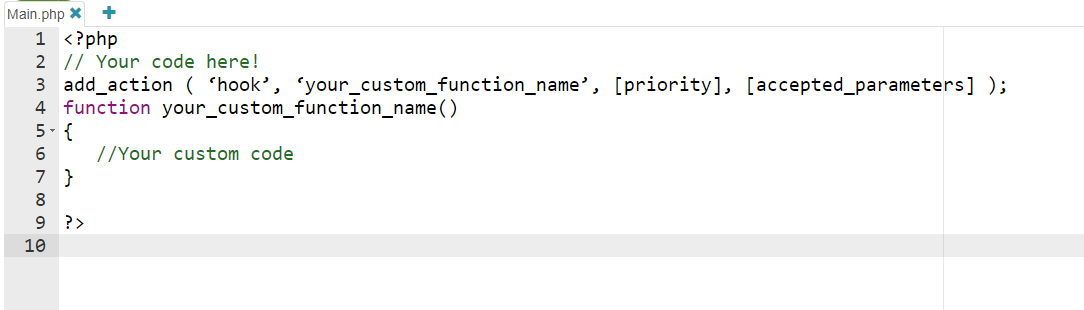 Main.php ✖ ✚
1 <?php
2 // Your code here!
3 add_action ( ‘hook’, ‘your_custom_function_name’, [priority], [accepted_parameters] );
4 function your_custom_function_name()
5 {
6    //Your custom code
7 }
8
9 ?>
10